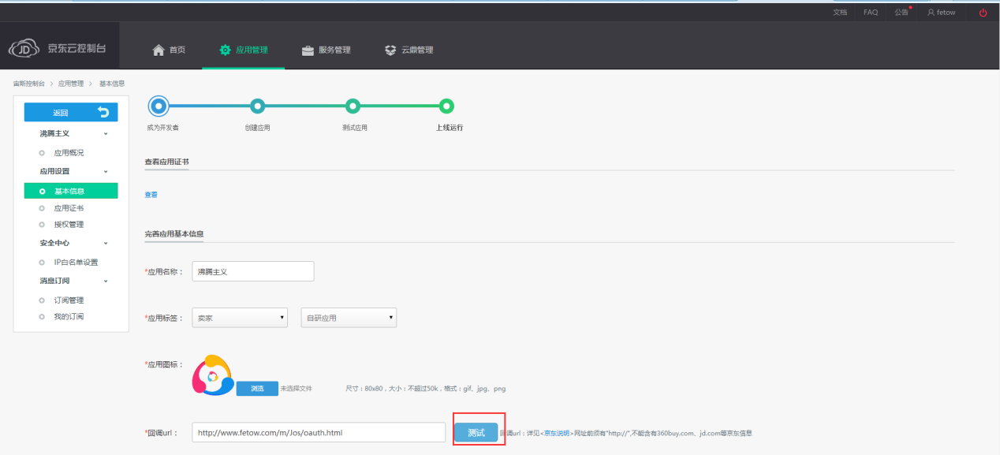 文档 FAQ 公告 fetow
JD 京东云控制台 首页 应用管理 服务管理 云鼎管理
宙斯控制台 > 应用管理 > 基本信息
返回
沸腾主义
应用概况
应用设置
基本信息
应用证书
授权管理
安全中心
IP白名单设置
消息订阅
订阅管理
我的订阅
成为开发者 创建应用 测试应用 上线运行
查看应用证书
查看
完善应用基本信息
*应用名称： 沸腾主义
*应用标签： 卖家 自研应用
*应用图标： 浏览 未选择文件 尺寸：80x80，大小：不超过50k，格式：gif、jpg、png
*回调url： http://www.fetow.com/m/Jos/oauth.html 测试 回调url：详见<京东说明>网址前须有"http://",不能含有360buy.com、jd.com等京东信息